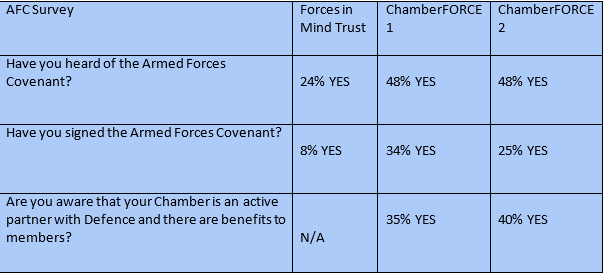 AFC Survey
Forces in
Mind Trust
ChamberFORCE
1
ChamberFORCE
2
Have you heard of the Armed Forces
Covenant?
24% YES
48% YES
48% YES
Have you signed the Armed Forces Covenant?
8% YES
34% YES
25% YES
Are you aware that your Chamber is an active
partner with Defence and there are benefits to
members?
N/A
35% YES
40% YES